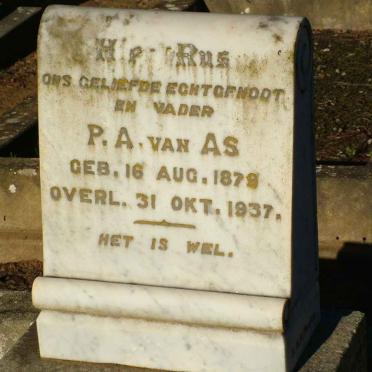 Hier Rus
ONS GELIEFDE ECHTGENOOT
EN VADER
P. A. VAN AS
GEB. 16 AUG. 1879
OVERL. 31 OKT. 1937.
HET IS WEL.